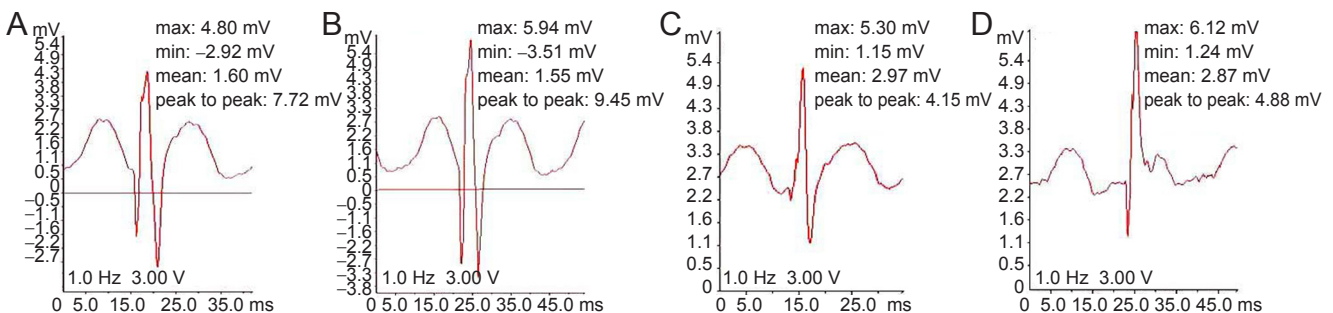 A
mV
5.4
4.9
4.3
3.8
3.3
2.7
2.2
1.6
1.1
0.5
0
−0.5
−1.1
−1.6
−2.2
−2.7
max: 4.80 mV
min: −2.92 mV
mean: 1.60 mV
peak to peak: 7.72 mV
1.0 Hz 3.00 V
0 5.0 15.0 25.0 35.0 ms
B
mV
5.4
4.9
4.3
3.8
3.3
2.7
2.2
1.6
1.1
0.5
0
−0.5
−1.1
−1.6
−2.2
−2.7
−3.3
−3.8
max: 5.94 mV
min: −3.51 mV
mean: 1.55 mV
peak to peak: 9.45 mV
1.0 Hz 3.00 V
0 5.0 15.0 25.0 35.0 45.0 ms
C
mV
5.4
4.9
4.3
3.8
3.3
2.7
2.2
1.6
1.1
0.5
0
max: 5.30 mV
min: 1.15 mV
mean: 2.97 mV
peak to peak: 4.15 mV
1.0 Hz 3.00 V
0 5.0 15.0 25.0 ms
D
mV
5.4
4.9
4.3
3.8
3.3
2.7
2.2
1.6
1.1
0.5
0
max: 6.12 mV
min: 1.24 mV
mean: 2.87 mV
peak to peak: 4.88 mV
1.0 Hz 3.00 V
0 5.0 15.0 25.0 35.0 45.0 ms